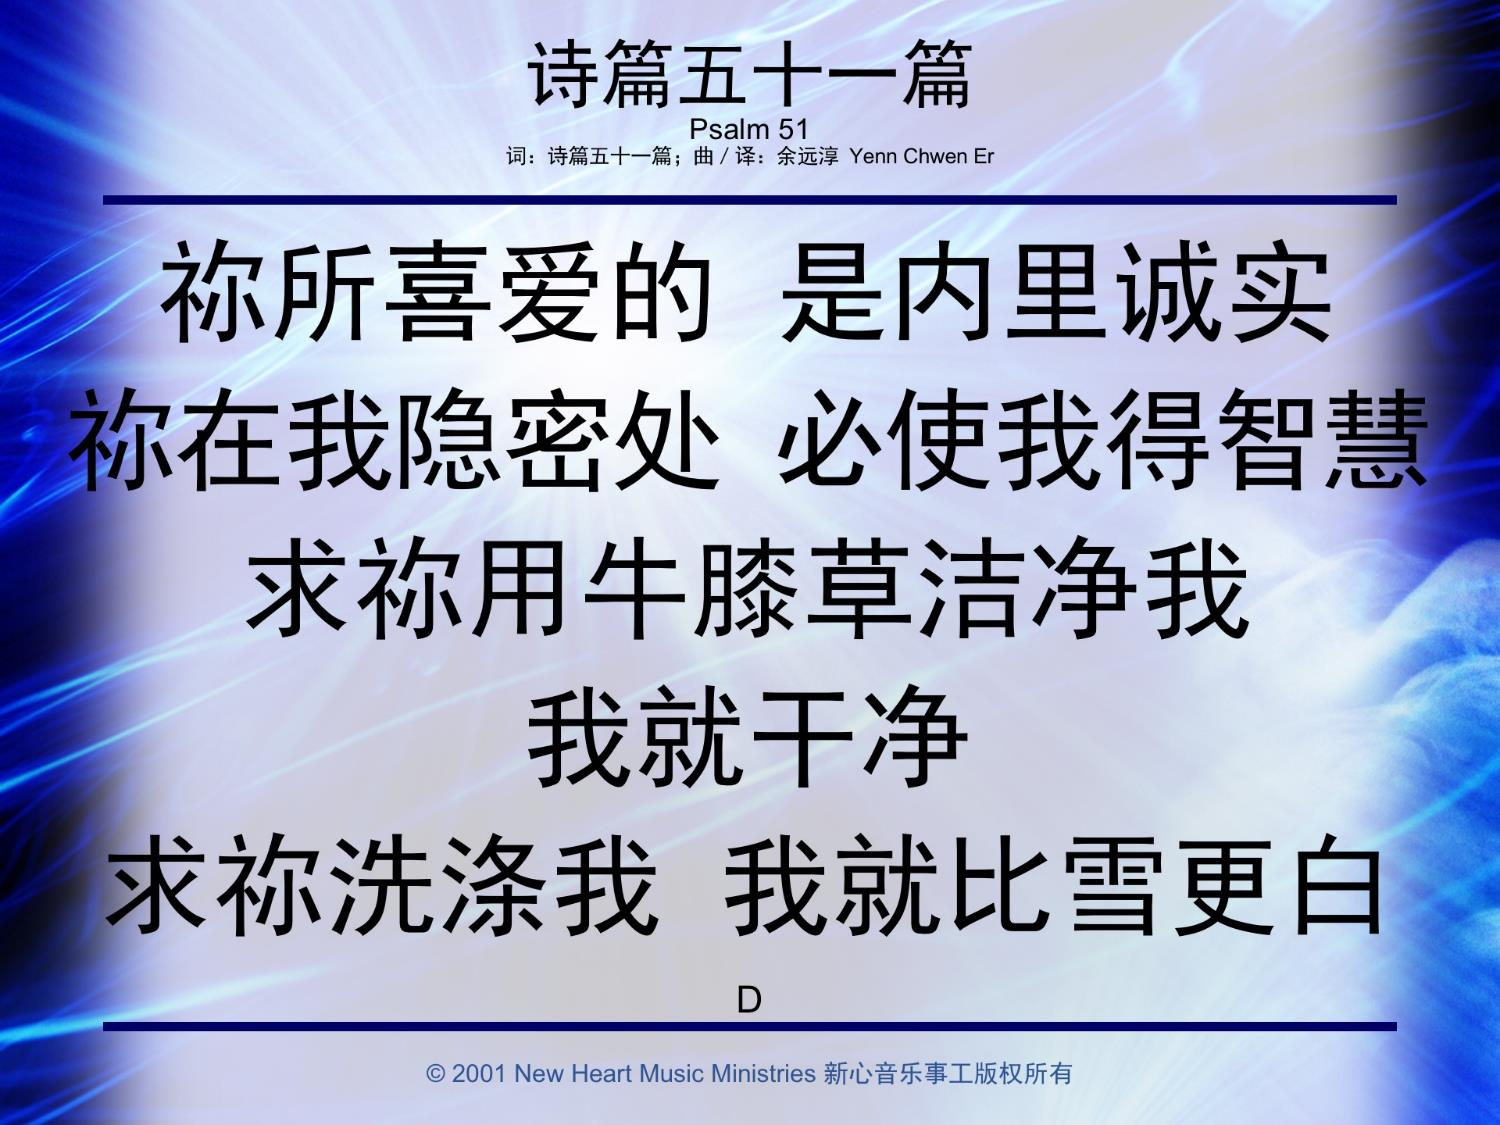 诗篇五十一篇
Psalm 51
词：诗篇五十一篇；曲 / 译：余远淳 Yenn Chwen Er
祢所喜爱的 是内里诚实
祢在我隐密处 必使我得智慧
求祢用牛膝草洁净我
我就干净
求祢洗涤我 我就比雪更白
D
© 2001 New Heart Music Ministries 新心音乐事工版权所有